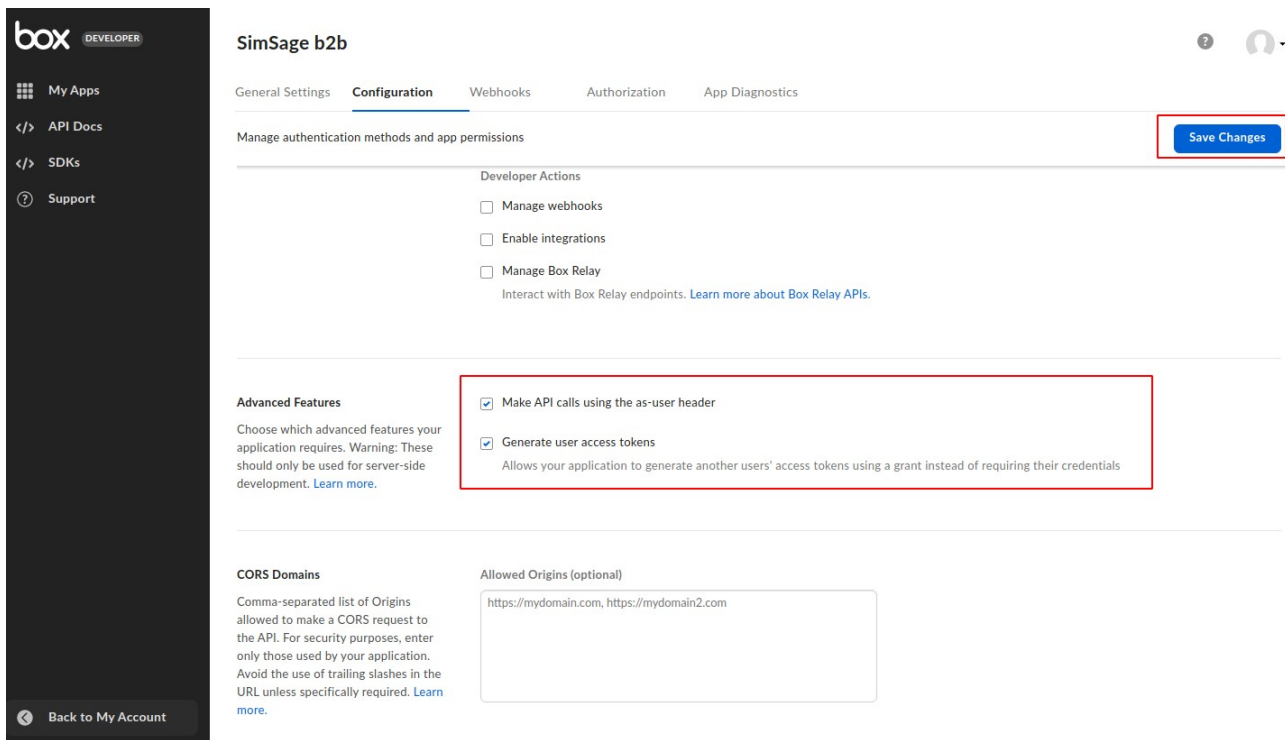 box DEVELOPER
My Apps
</> API Docs
</> SDKs
? Support
Back to My Account
SimSage b2b
?
General Settings Configuration Webhooks Authorization App Diagnostics
Manage authentication methods and app permissions
Save Changes
Developer Actions
Manage webhooks
Enable integrations
Manage Box Relay
Interact with Box Relay endpoints. Learn more about Box Relay APIs.
Advanced Features
Choose which advanced features your
application requires. Warning: These
should only be used for server-side
development. Learn more.
Make API calls using the as-user header
Generate user access tokens
Allows your application to generate another users' access tokens using a grant instead of requiring their credentials
CORS Domains
Comma-separated list of Origins
allowed to make a CORS request to
the API. For security purposes, enter
only those used by your application.
Avoid the use of trailing slashes in the
URL unless specifically required. Learn
more.
Allowed Origins (optional)
https://mydomain.com, https://mydomain2.com